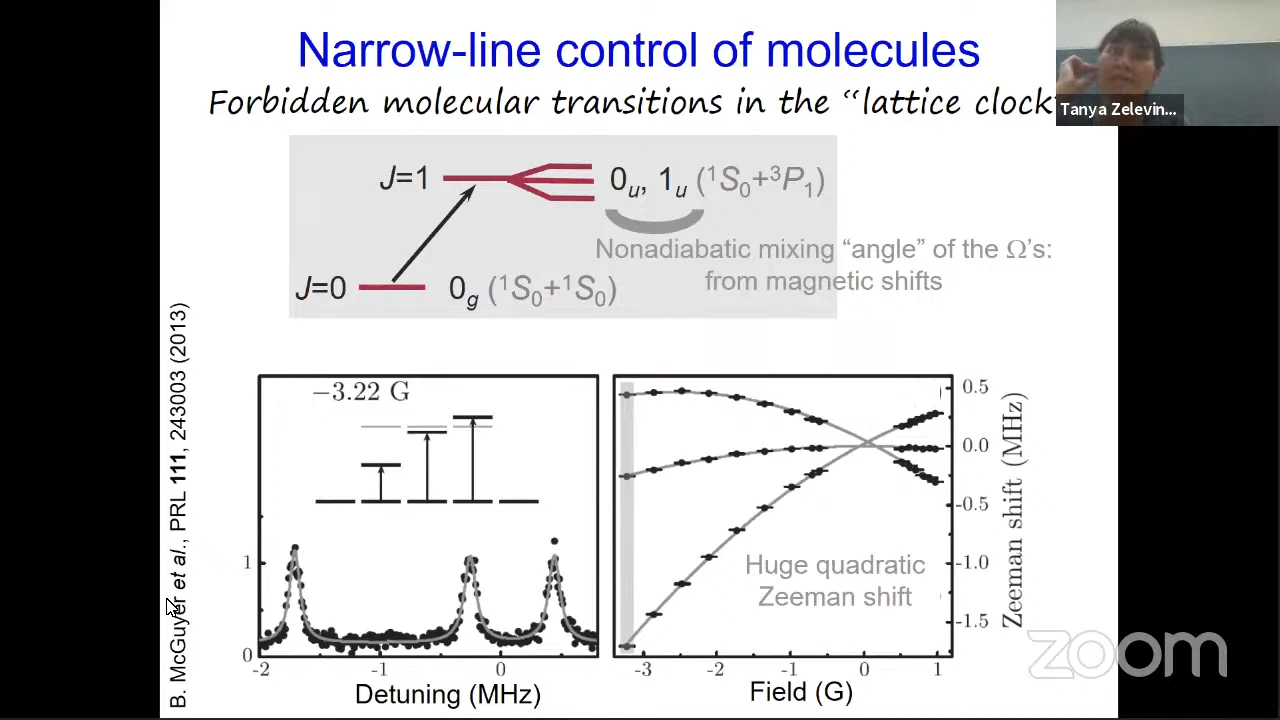 Narrow-line control of molecules
Forbidden molecular transitions in the “lattice clock
Tanya Zelevin...
J=1
0u, 1u (¹S₀+³P₁)
Nonadiabatic mixing “angle” of the Ω's:
from magnetic shifts
J=0
0g (¹S₀+¹S₀)
B. McGuyer et al., PRL 111, 243003 (2013)
−3.22 G
1
0
-2 -1 0
Detuning (MHz)
Huge quadratic
Zeeman shift
0.5
0.0
-0.5
-1.0
-1.5
Zeeman shift (MHz)
-3 -2 -1 0 1
Field (G)
zoom